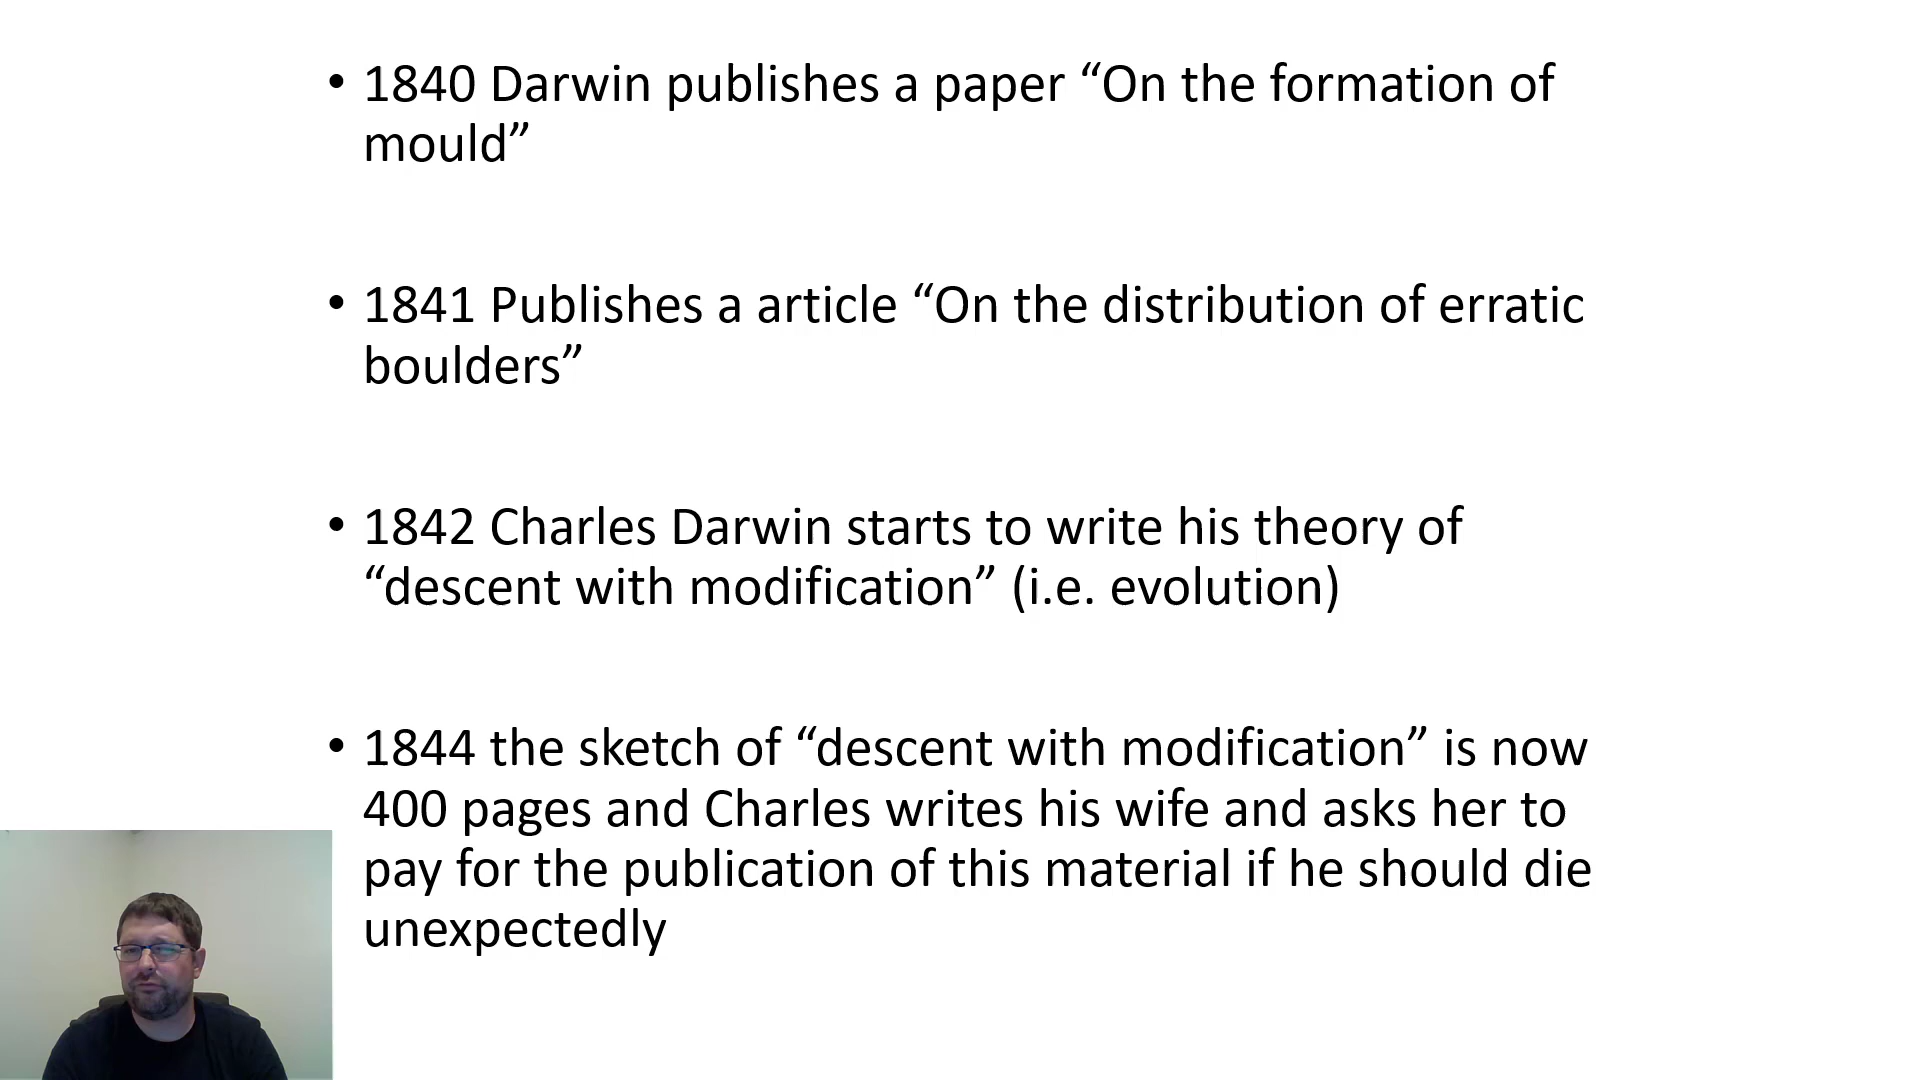 • 1840 Darwin publishes a paper “On the formation of
mould”
• 1841 Publishes a article “On the distribution of erratic
boulders”
• 1842 Charles Darwin starts to write his theory of
“descent with modification” (i.e. evolution)
• 1844 the sketch of “descent with modification” is now
400 pages and Charles writes his wife and asks her to
pay for the publication of this material if he should die
unexpectedly